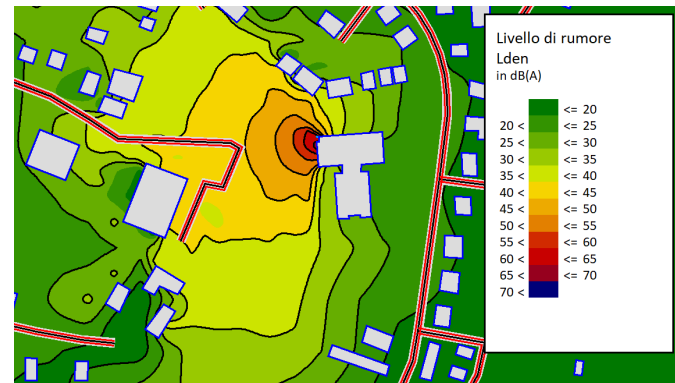 Livello di rumore
Lden
in dB(A)
<= 20
20 < <= 25
25 < <= 30
30 < <= 35
35 < <= 40
40 < <= 45
45 < <= 50
50 < <= 55
55 < <= 60
60 < <= 65
65 < <= 70
70 <